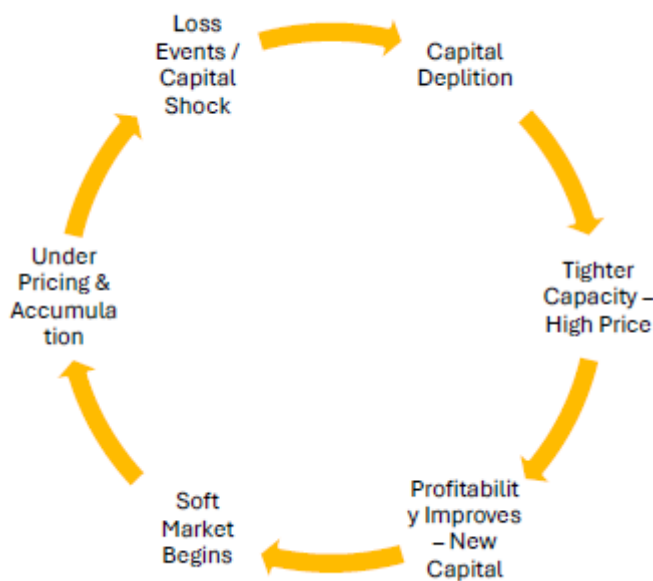 Loss
Events /
Capital
Shock
Capital
Deplition
Tighter
Capacity –
High Price
Profitabilit
y Improves
– New
Capital
Soft
Market
Begins
Under
Pricing &
Accumula
tion